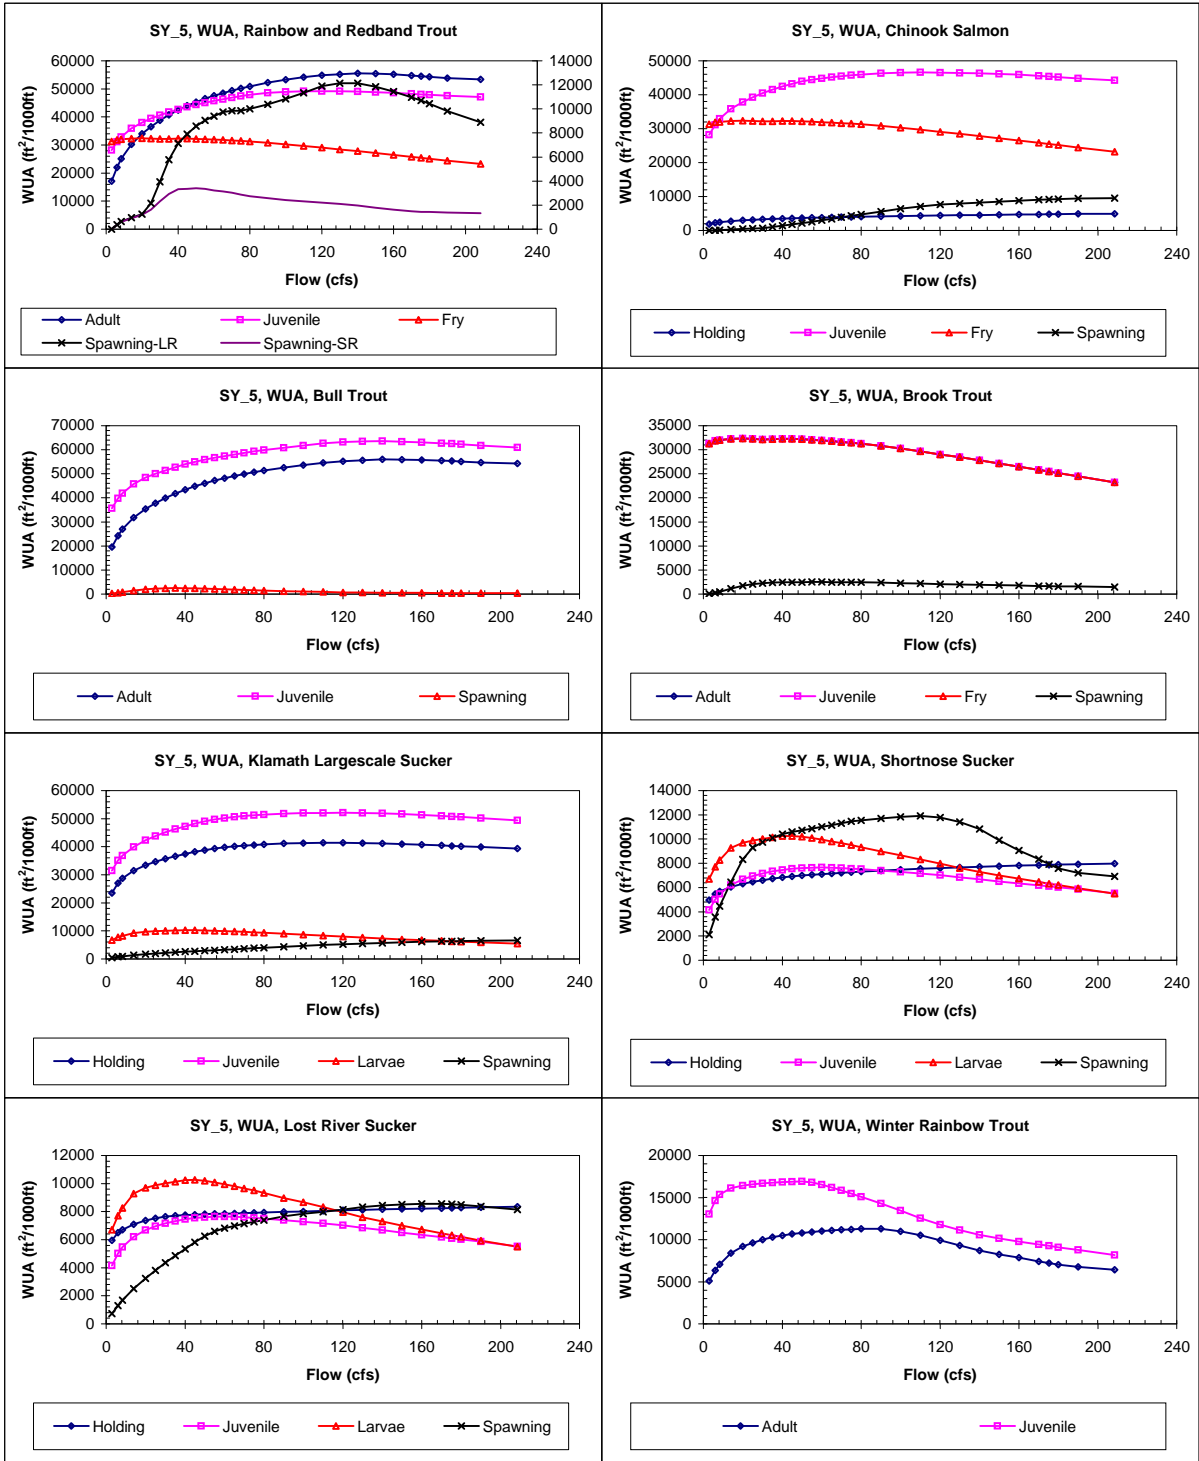 SY_5, WUA, Rainbow and Redband Trout
WUA (ft²/1000ft)
60000
50000
40000
30000
20000
10000
0
14000
12000
10000
8000
6000
4000
2000
0
0 40 80 120 160 200 240
Flow (cfs)
Adult Juvenile Fry
Spawning-LR Spawning-SR
SY_5, WUA, Chinook Salmon
WUA (ft²/1000ft)
50000
40000
30000
20000
10000
0
0 40 80 120 160 200 240
Flow (cfs)
Holding Juvenile Fry Spawning
SY_5, WUA, Bull Trout
WUA (ft²/1000ft)
70000
60000
50000
40000
30000
20000
10000
0
0 40 80 120 160 200 240
Flow (cfs)
Adult Juvenile Spawning
SY_5, WUA, Brook Trout
WUA (ft²/1000ft)
35000
30000
25000
20000
15000
10000
5000
0
0 40 80 120 160 200 240
Flow (cfs)
Adult Juvenile Fry Spawning
SY_5, WUA, Klamath Largescale Sucker
WUA (ft²/1000ft)
60000
50000
40000
30000
20000
10000
0
0 40 80 120 160 200 240
Flow (cfs)
Holding Juvenile Larvae Spawning
SY_5, WUA, Shortnose Sucker
WUA (ft²/1000ft)
14000
12000
10000
8000
6000
4000
2000
0
0 40 80 120 160 200 240
Flow (cfs)
Holding Juvenile Larvae Spawning
SY_5, WUA, Lost River Sucker
WUA (ft²/1000ft)
12000
10000
8000
6000
4000
2000
0
0 40 80 120 160 200 240
Flow (cfs)
Holding Juvenile Larvae Spawning
SY_5, WUA, Winter Rainbow Trout
WUA (ft²/1000ft)
20000
15000
10000
5000
0
0 40 80 120 160 200 240
Flow (cfs)
Adult Juvenile